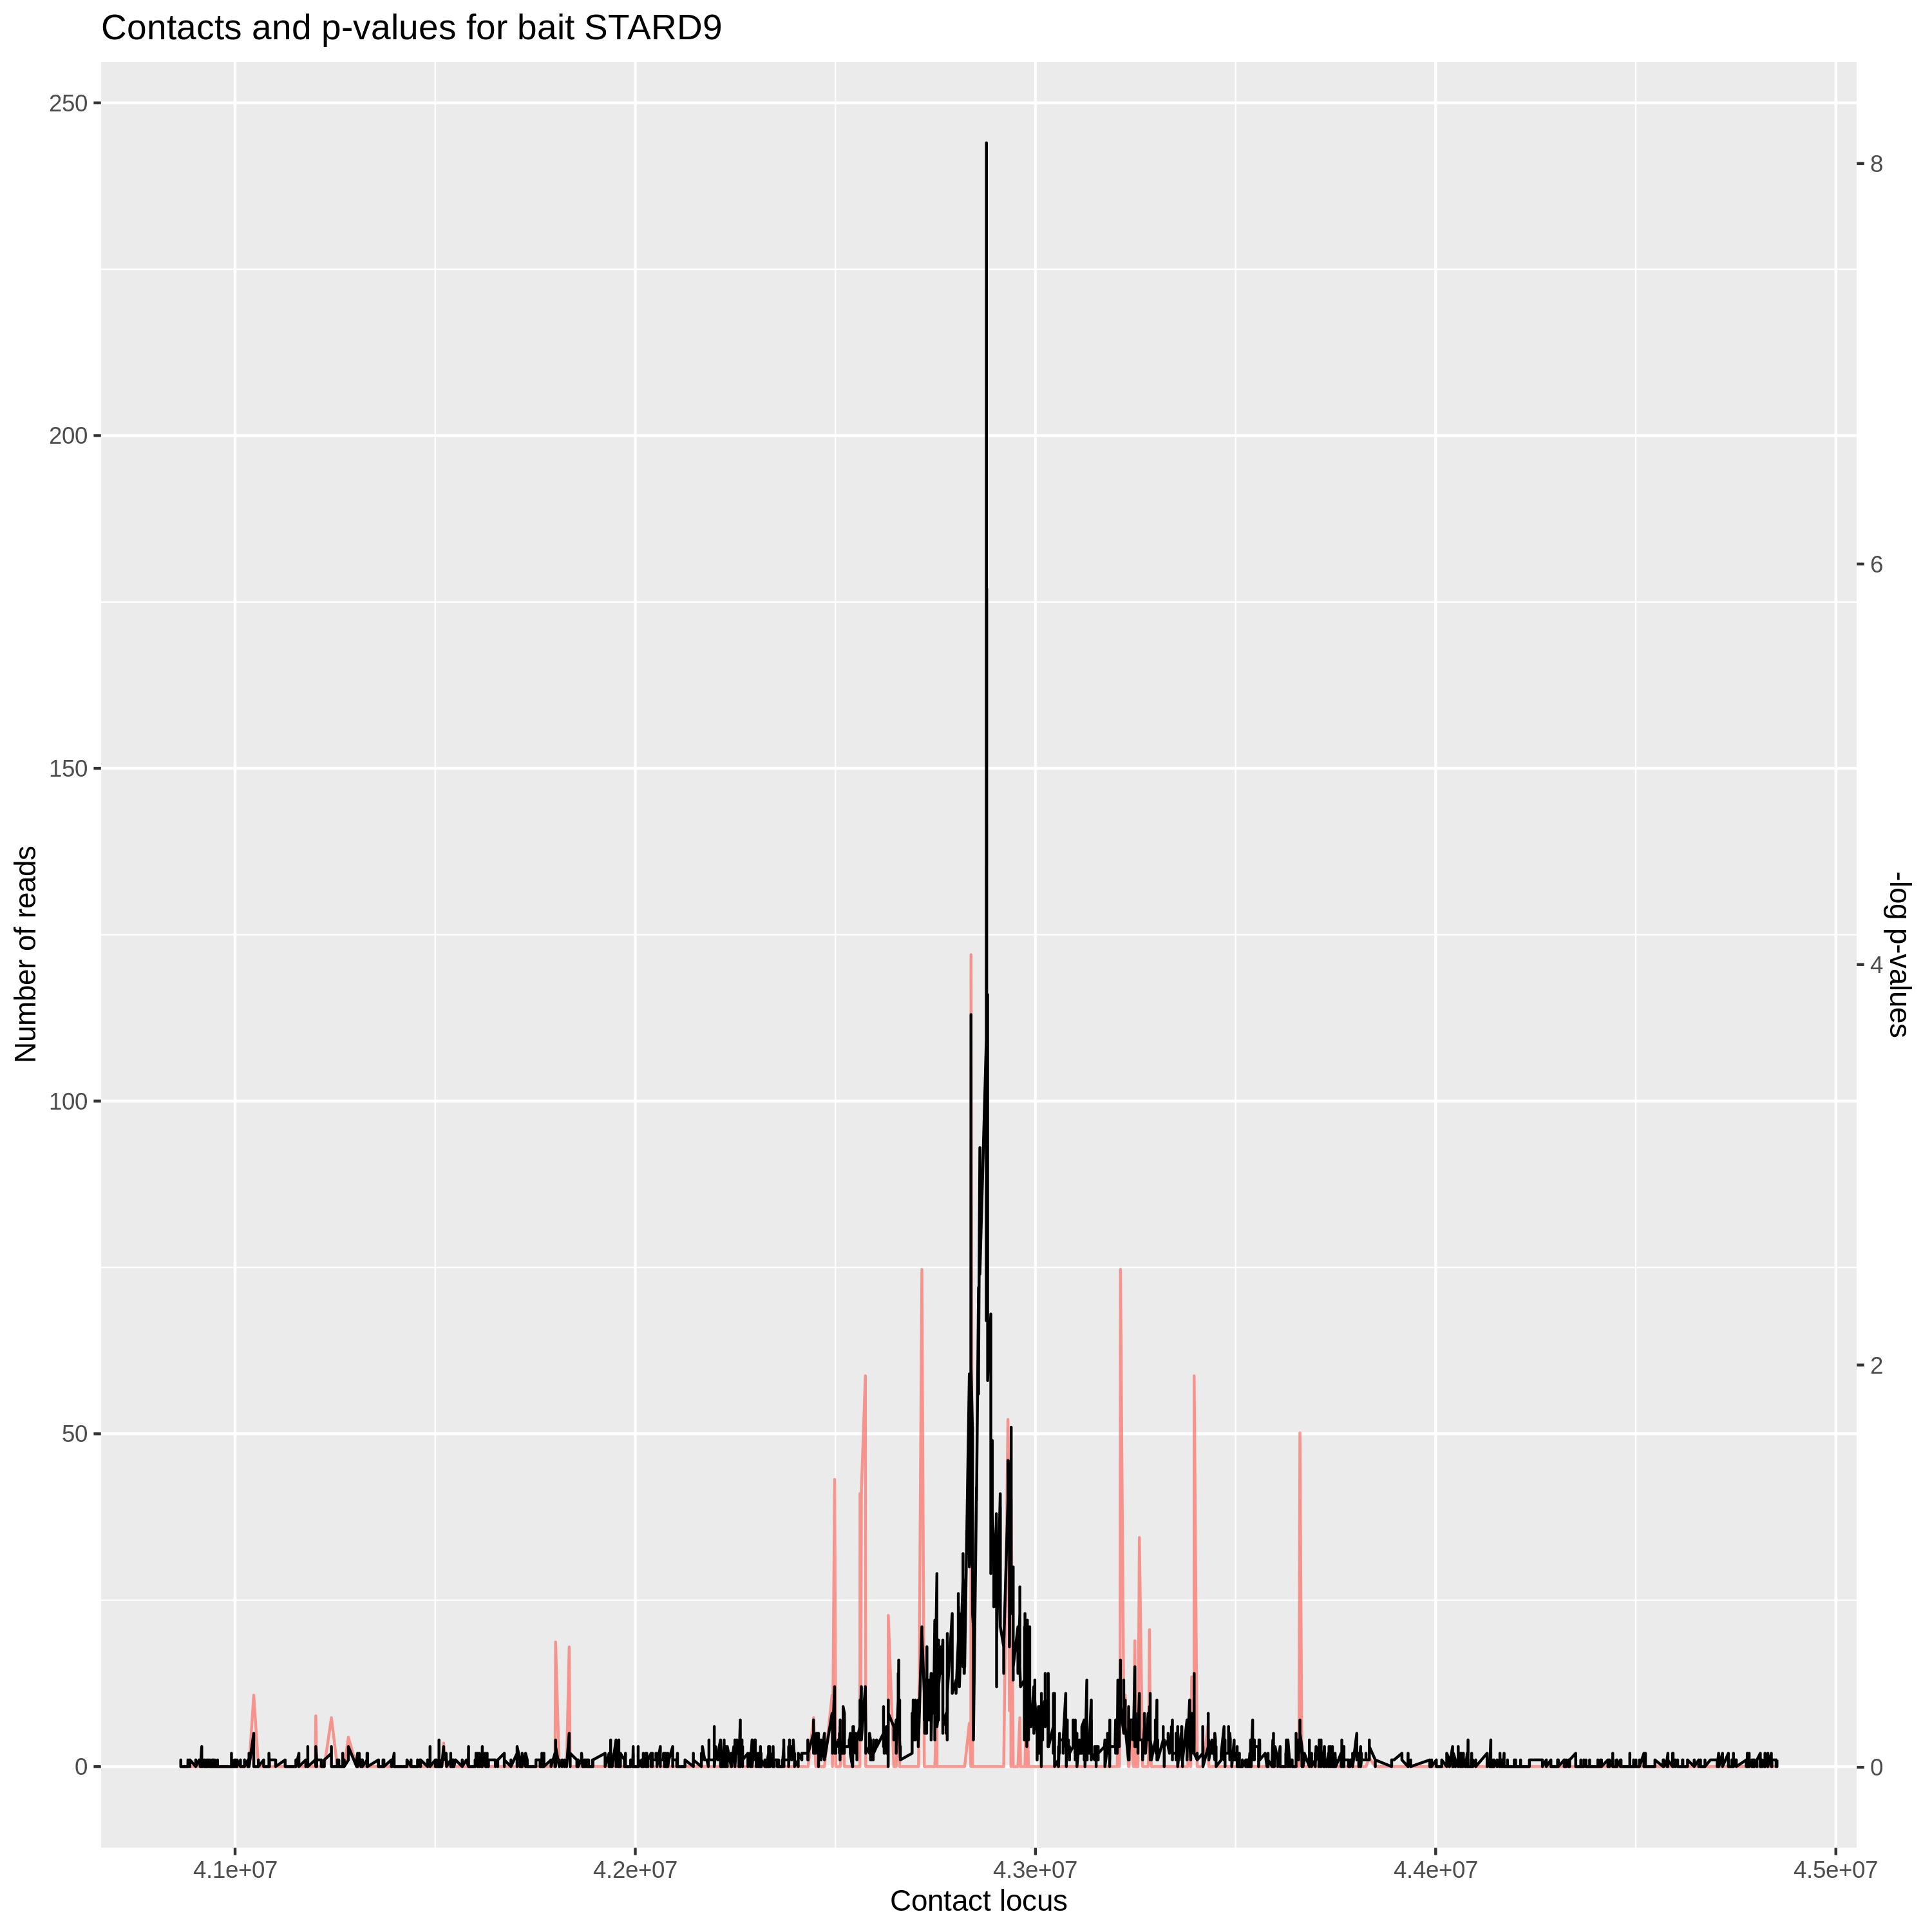 Contacts and p-values for bait STARD9
250
200
150
100
50
0
Number of reads
8
6
4
2
0
-log p-values
4.1e+07
4.2e+07
4.3e+07
4.4e+07
4.5e+07
Contact locus